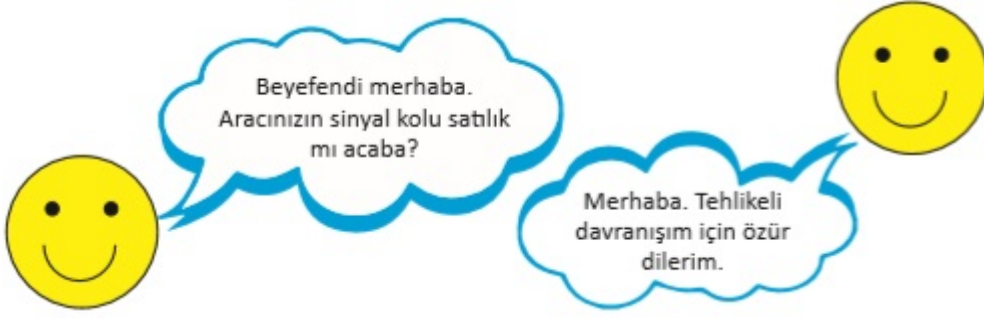 Beyefendi merhaba.
Aracınızın sinyal kolu satılık
mı acaba?
Merhaba. Tehlikeli
davranışım için özür
dilerim.